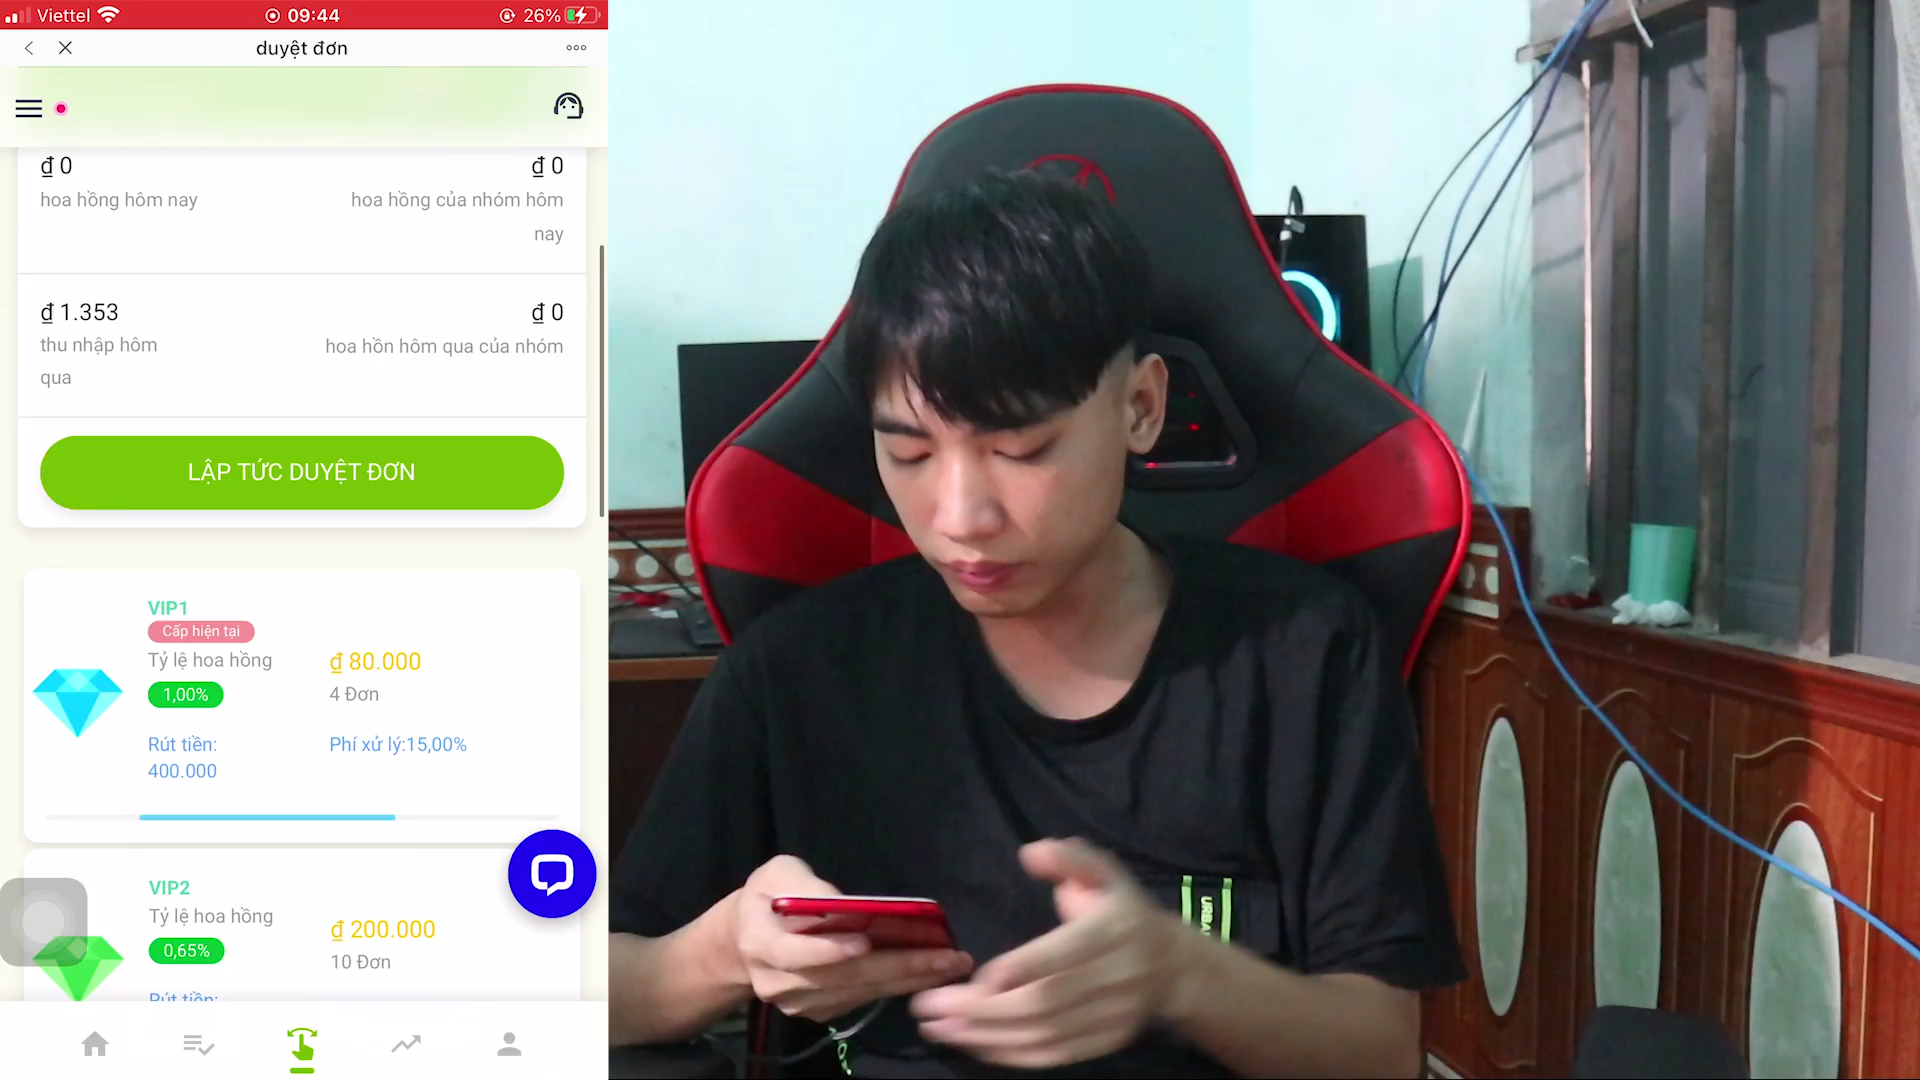 Viettel 09:44 26%
duyệt đơn
₫ 0 ₫ 0
hoa hồng hôm nay hoa hồng của nhóm hôm
nay
₫ 1.353 ₫ 0
thu nhập hôm hoa hồn hôm qua của nhóm
qua
LẬP TỨC DUYỆT ĐƠN
VIP1
Cấp hiện tại
Tỷ lệ hoa hồng ₫ 80.000
1,00% 4 Đơn
Rút tiền: Phí xử lý:15,00%
400.000
VIP2
Tỷ lệ hoa hồng ₫ 200.000
0,65% 10 Đơn
Rút tiền: